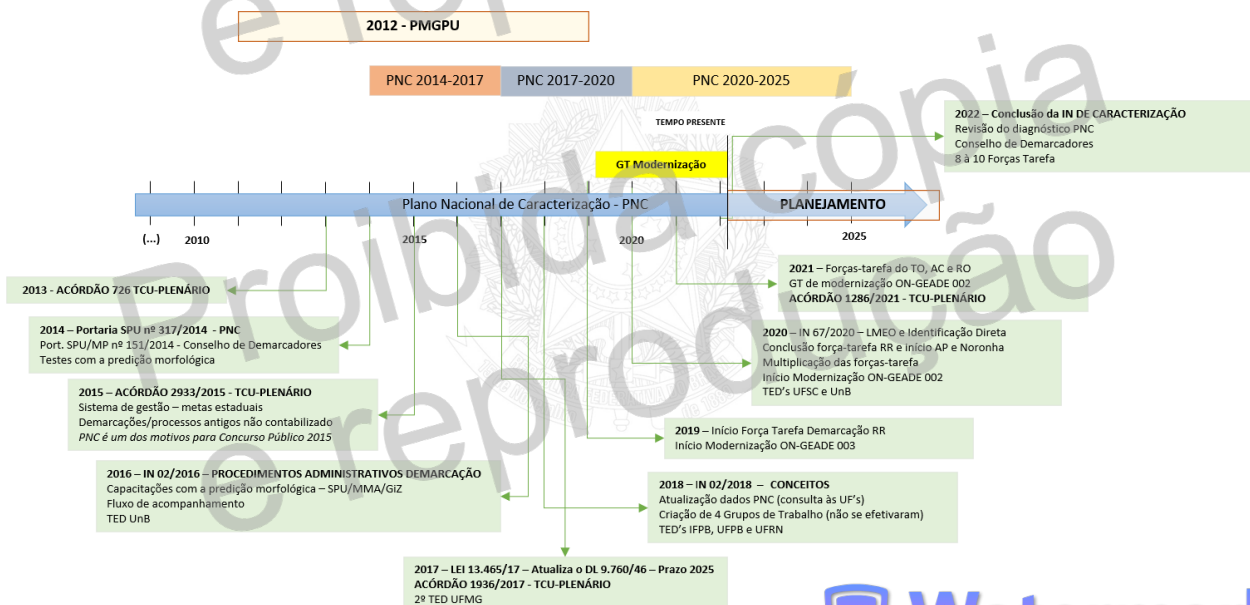 2012 - PMGPU
PNC 2014-2017
PNC 2017-2020
PNC 2020-2025
TEMPO PRESENTE
GT Modernização
2022 – Conclusão da IN DE CARACTERIZAÇÃO
Revisão do diagnóstico PNC
Conselho de Demarcadores
8 à 10 Forças Tarefa
Plano Nacional de Caracterização - PNC
PLANEJAMENTO
(...)
2010
2015
2020
2025
2013 - ACÓRDÃO 726 TCU-PLENÁRIO
2014 – Portaria SPU nº 317/2014 - PNC
Port. SPU/MP nº 151/2014 - Conselho de Demarcadores
Testes com a predição morfológica
2015 – ACÓRDÃO 2933/2015 - TCU-PLENÁRIO
Sistema de gestão – metas estaduais
Demarcações/processos antigos não contabilizado
PNC é um dos motivos para Concurso Público 2015
2016 – IN 02/2016 – PROCEDIMENTOS ADMINISTRATIVOS DEMARCAÇÃO
Capacitações com a predição morfológica – SPU/MMA/GiZ
Fluxo de acompanhamento
TED UnB
2017 – LEI 13.465/17 – Atualiza o DL 9.760/46 – Prazo 2025
ACÓRDÃO 1936/2017 - TCU-PLENÁRIO
2º TED UFMG
2018 – IN 02/2018 – CONCEITOS
Atualização dados PNC (consulta às UF's)
Criação de 4 Grupos de Trabalho (não se efetivaram)
TED's IFPB, UFPB e UFRN
2019 – Início Força Tarefa Demarcação RR
Início Modernização ON-GEADE 003
2020 – IN 67/2020 – LMEO e Identificação Direta
Conclusão força-tarefa RR e início AP e Noronha
Multiplicação das forças-tarefa
Início Modernização ON-GEADE 002
TED's UFSC e UnB
2021 – Forças-tarefa do TO, AC e RO
GT de modernização ON-GEADE 002
ACÓRDÃO 1286/2021 - TCU-PLENÁRIO
Proibida cópia
e reprodução